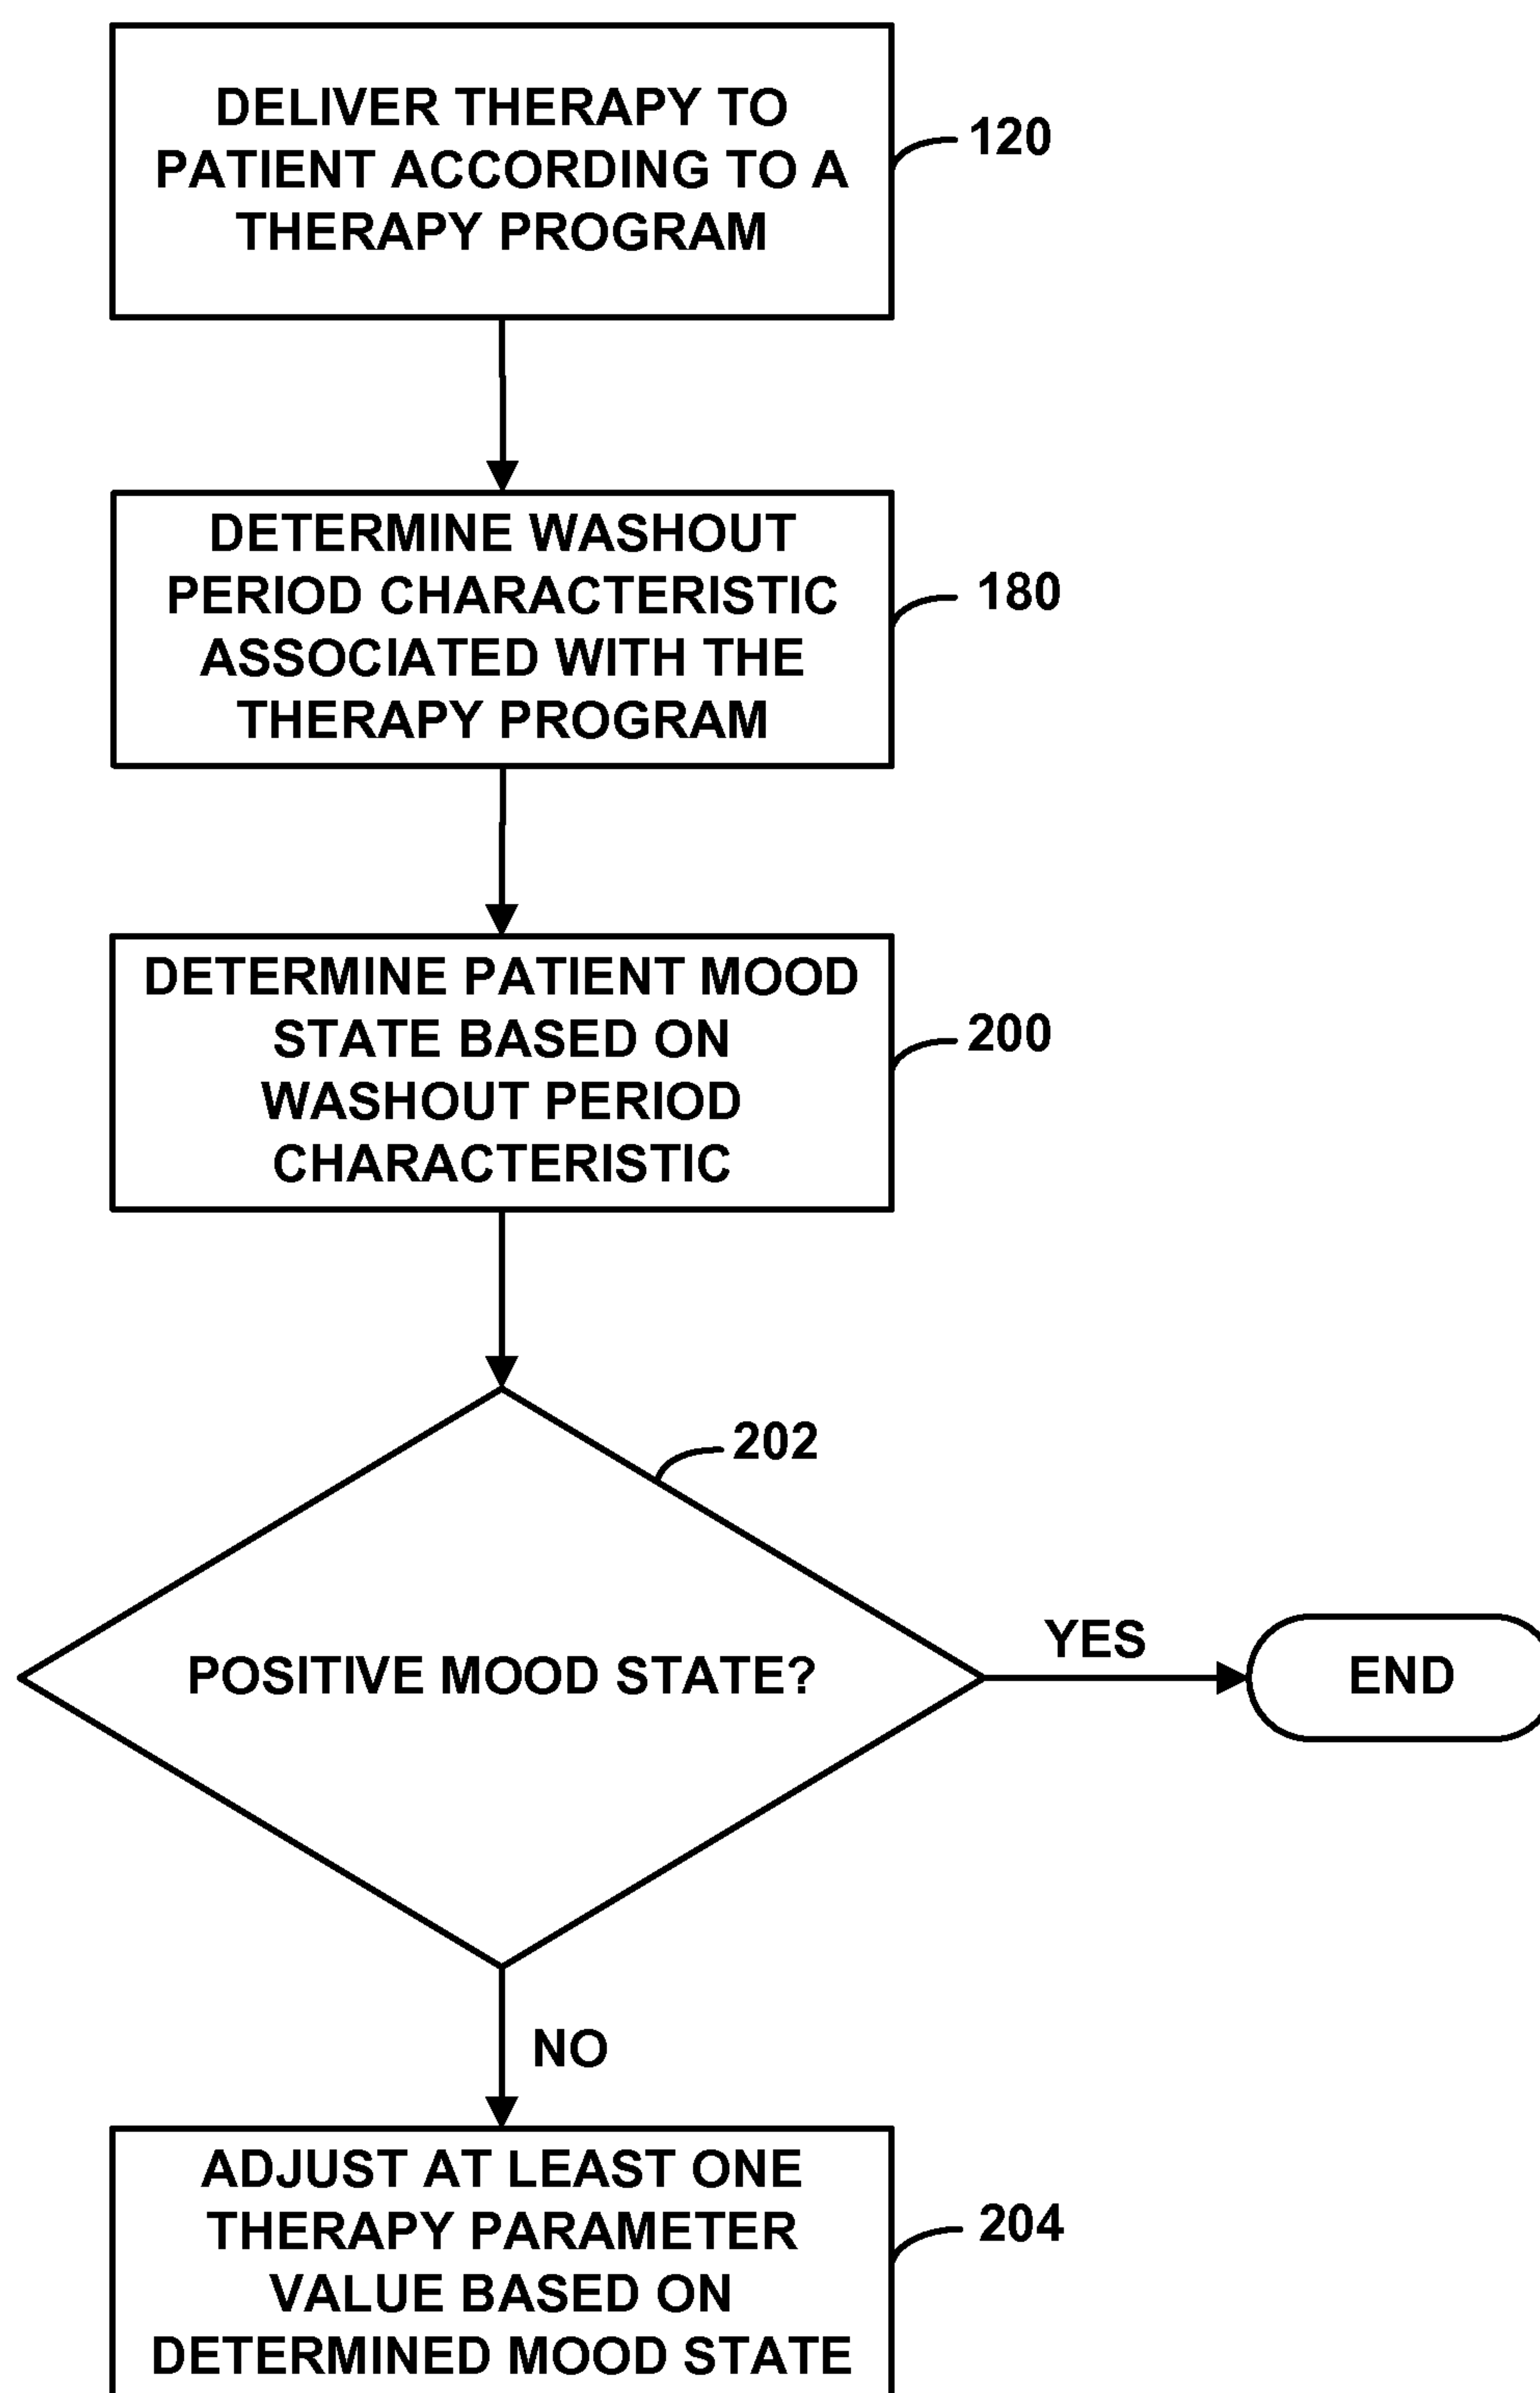 DELIVER THERAPY TO
PATIENT ACCORDING TO A
THERAPY PROGRAM
120
DETERMINE WASHOUT
PERIOD CHARACTERISTIC
ASSOCIATED WITH THE
THERAPY PROGRAM
180
DETERMINE PATIENT MOOD
STATE BASED ON
WASHOUT PERIOD
CHARACTERISTIC
200
202
POSITIVE MOOD STATE?
YES
END
NO
ADJUST AT LEAST ONE
THERAPY PARAMETER
VALUE BASED ON
DETERMINED MOOD STATE
204